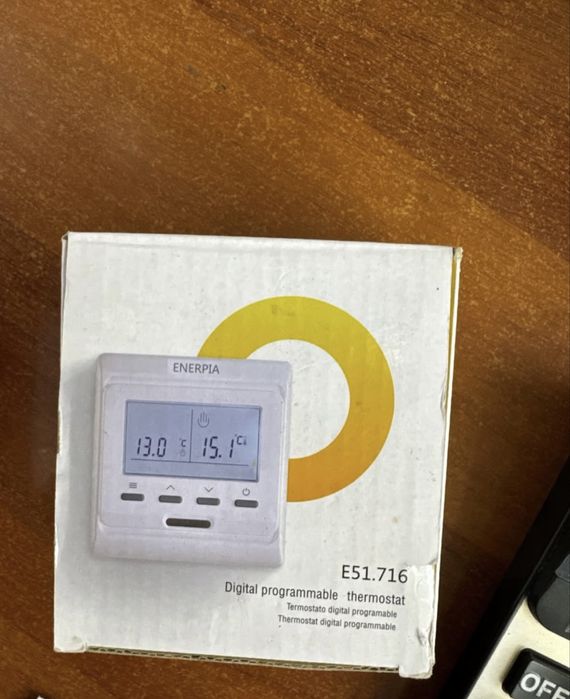 ENERPIA
13.0 °C 15.1 °C
E51.716
Digital programmable thermostat
Termostato digital programable
Thermostat digital programmable
OFF